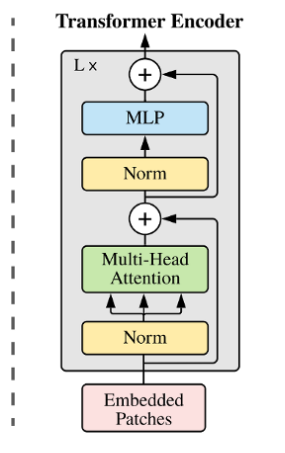 Transformer Encoder
L x
+
MLP
Norm
+
Multi-Head
Attention
Norm
Embedded
Patches